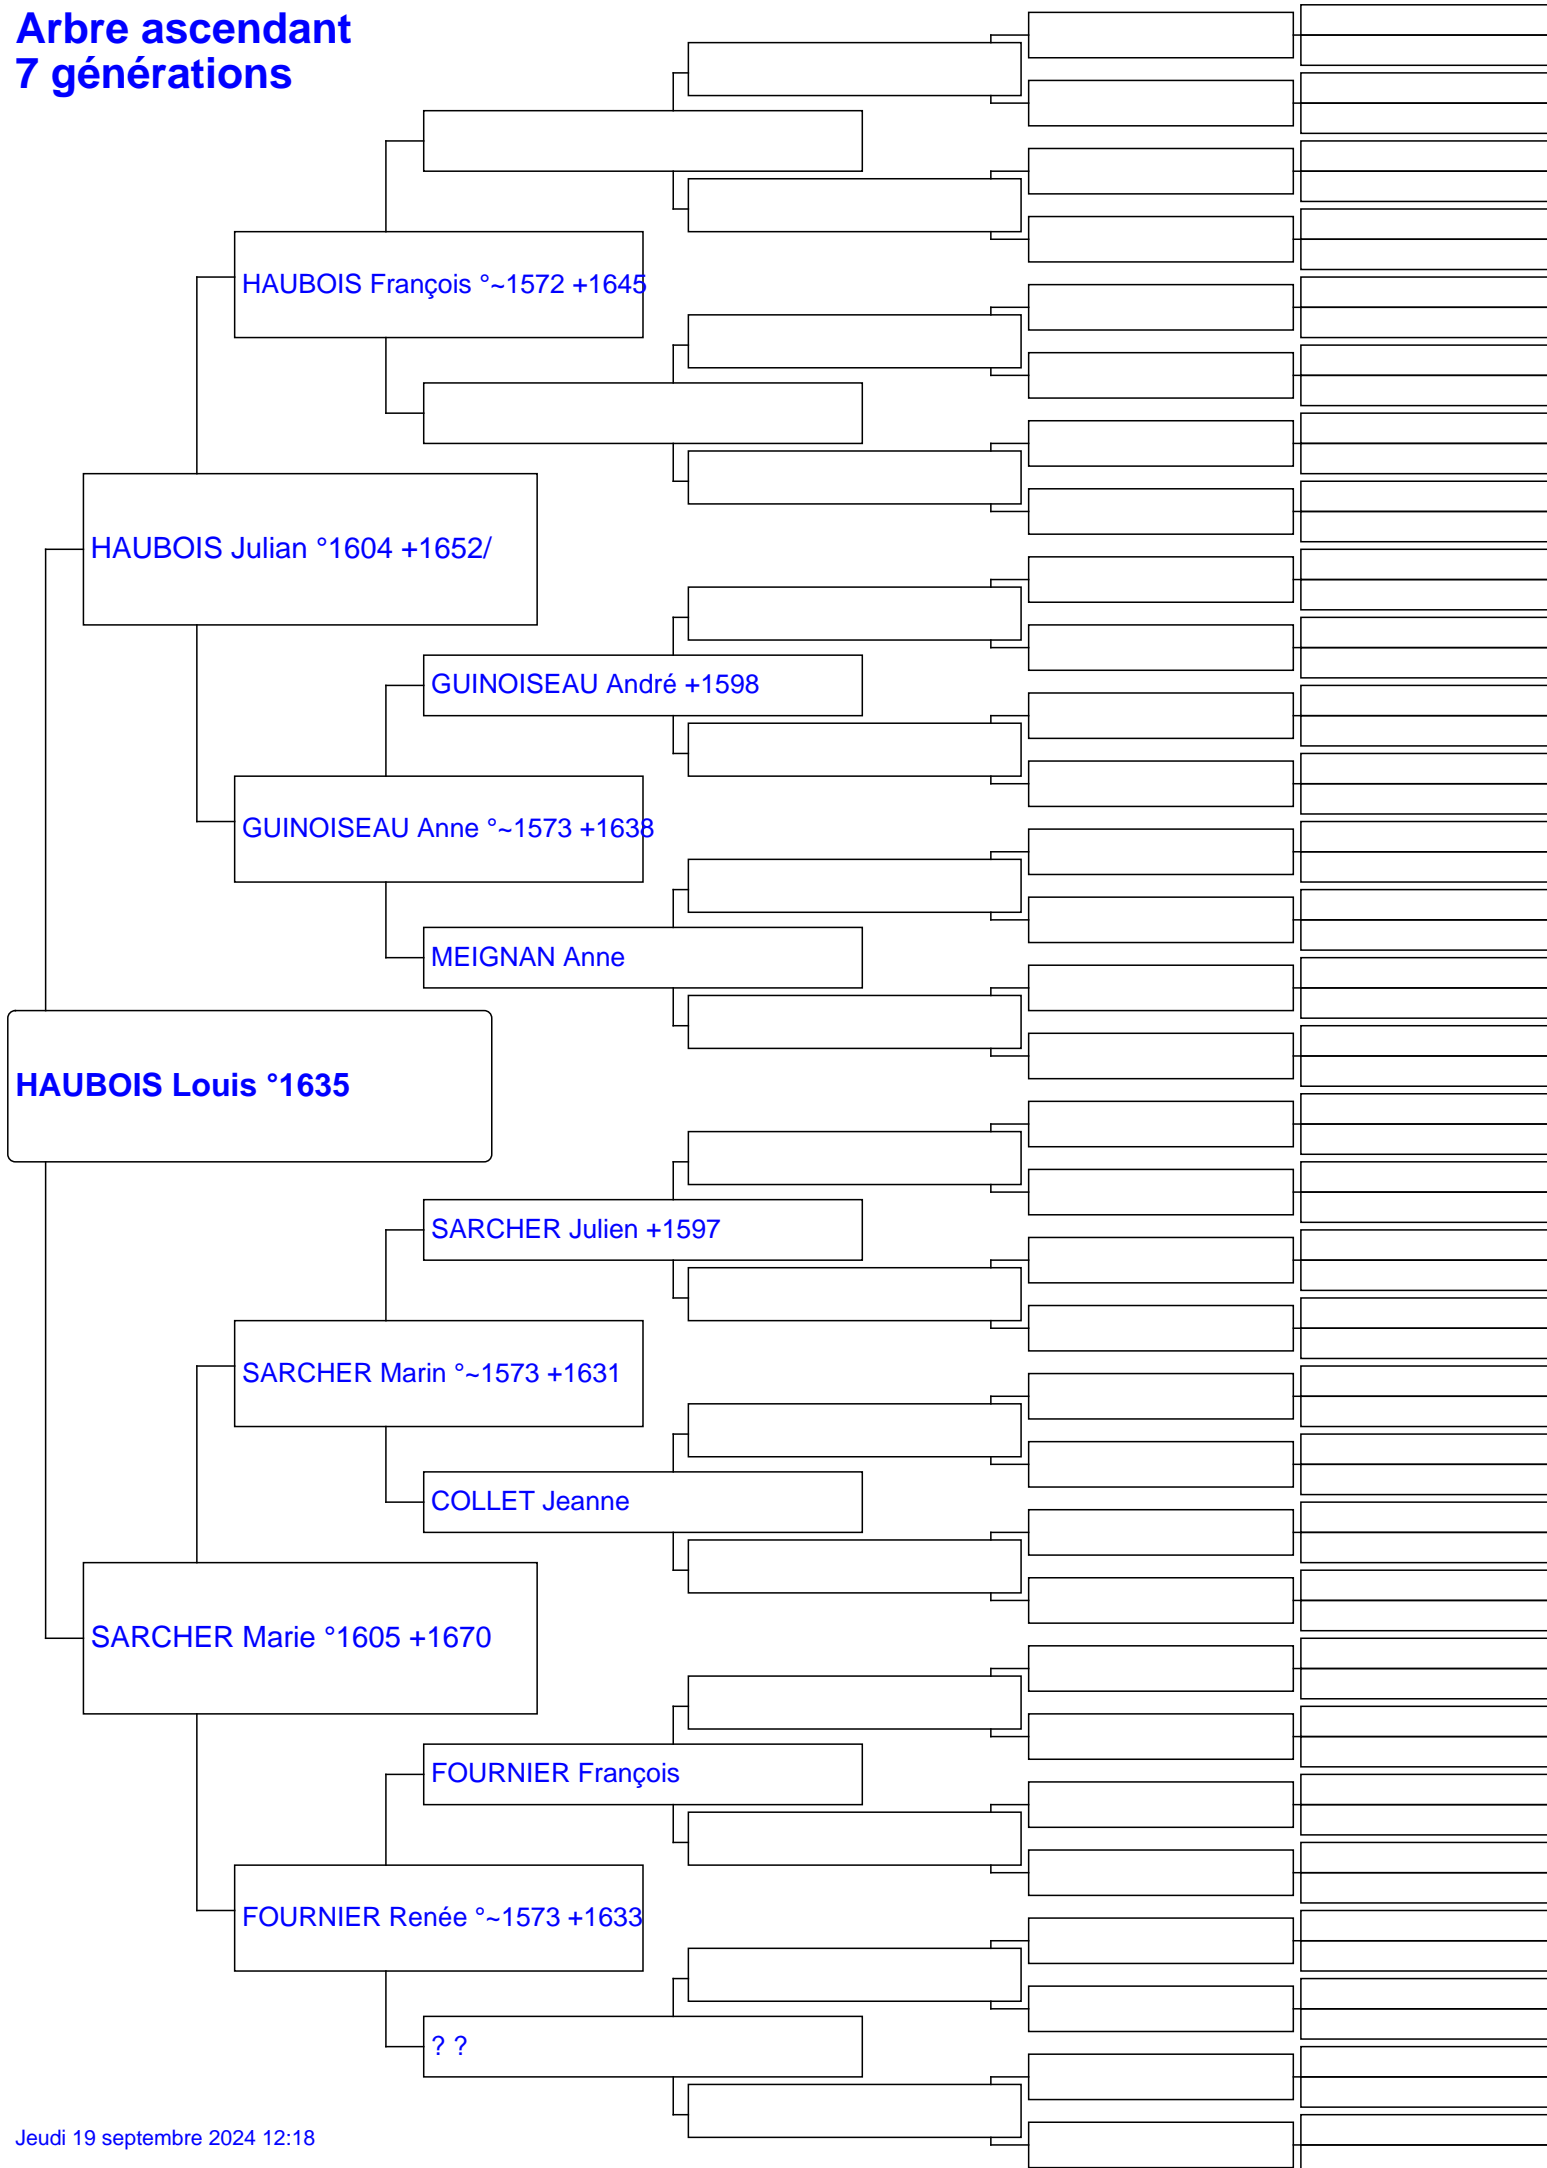 Arbre ascendant
7 générations
HAUBOIS François °~1572 +1645
HAUBOIS Julian °1604 +1652/
GUINOISEAU André +1598
GUINOISEAU Anne °~1573 +1638
MEIGNAN Anne
HAUBOIS Louis °1635
SARCHER Julien +1597
SARCHER Marin °~1573 +1631
COLLET Jeanne
SARCHER Marie °1605 +1670
FOURNIER François
FOURNIER Renée °~1573 +1633
? ?
Jeudi 19 septembre 2024 12:18